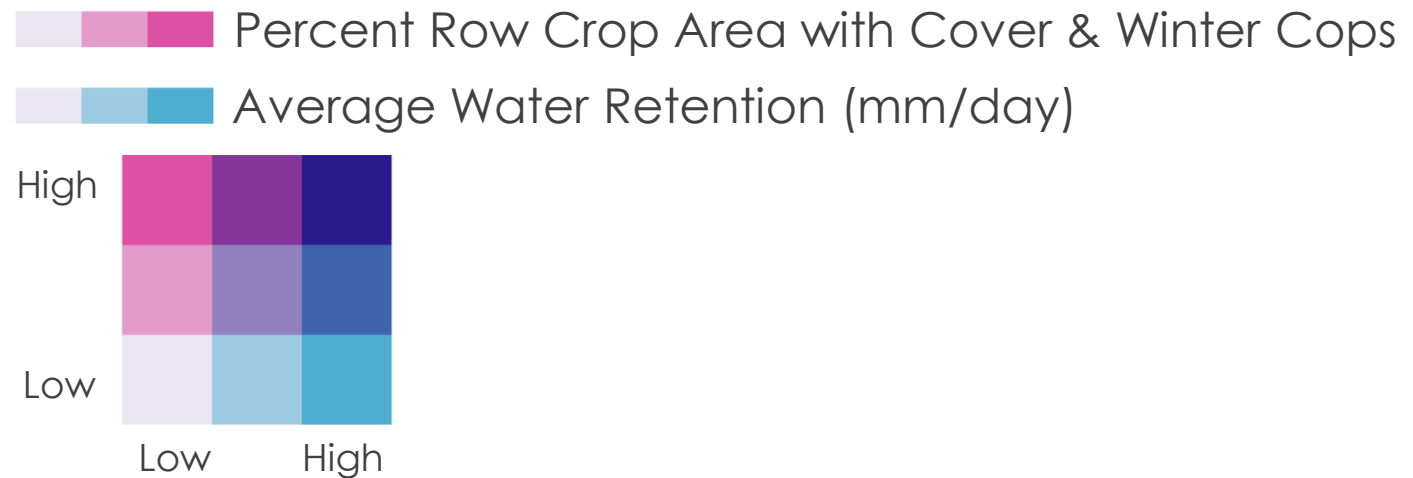 Percent Row Crop Area with Cover & Winter Cops
Average Water Retention (mm/day)
High
Low
Low High